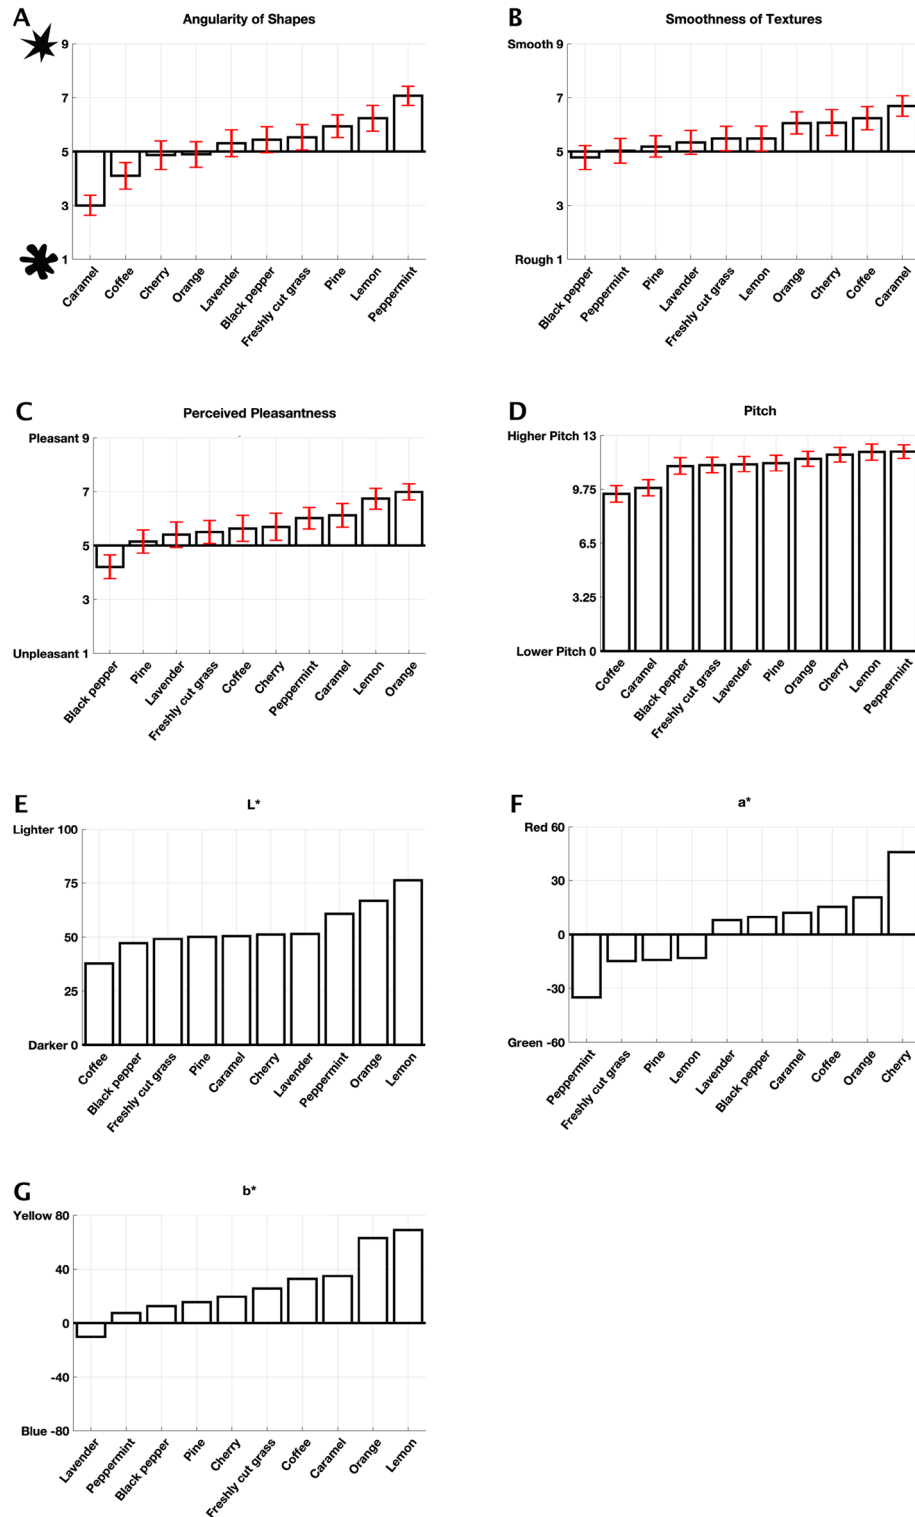 A
Angularity of Shapes
9
7
5
3
1
Caramel
Coffee
Cherry
Orange
Lavender
Black pepper
Freshly cut grass
Pine
Lemon
Peppermint
B
Smoothness of Textures
Smooth 9
7
5
3
Rough 1
Black pepper
Peppermint
Pine
Lavender
Freshly cut grass
Lemon
Orange
Cherry
Coffee
Caramel
C
Perceived Pleasantness
Pleasant 9
7
5
3
Unpleasant 1
Black pepper
Pine
Lavender
Freshly cut grass
Coffee
Cherry
Peppermint
Caramel
Lemon
Orange
D
Pitch
Higher Pitch 13
9.75
6.5
3.25
Lower Pitch 0
Coffee
Caramel
Black pepper
Freshly cut grass
Lavender
Pine
Orange
Cherry
Lemon
Peppermint
E
L*
Lighter 100
75
50
25
Darker 0
Coffee
Black pepper
Freshly cut grass
Pine
Caramel
Cherry
Lavender
Peppermint
Orange
Lemon
F
a*
Red 60
30
0
-30
Green -60
Peppermint
Freshly cut grass
Pine
Lemon
Lavender
Black pepper
Caramel
Coffee
Orange
Cherry
G
b*
Yellow 80
40
0
-40
Blue -80
Lavender
Peppermint
Black pepper
Pine
Cherry
Freshly cut grass
Coffee
Caramel
Orange
Lemon